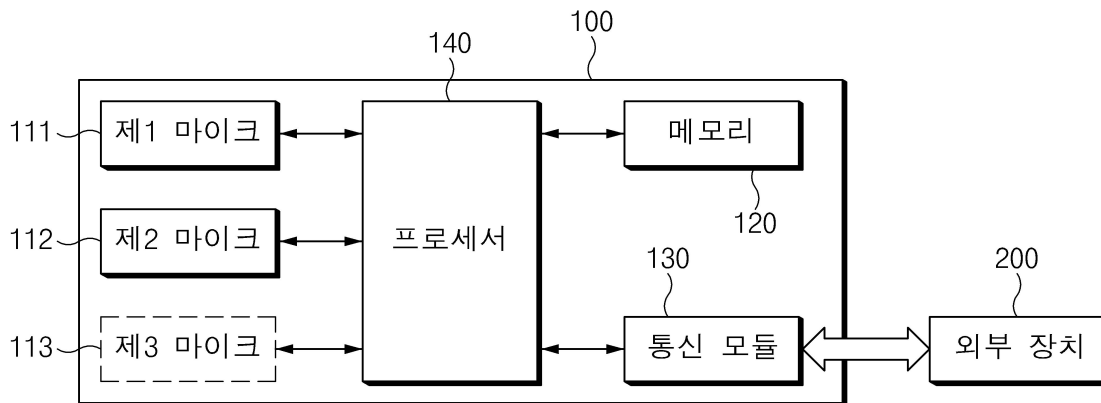 100
140
111
제1 마이크
메모리
120
112
제2 마이크
프로세서
130
200
113
제3 마이크
통신 모듈
외부 장치